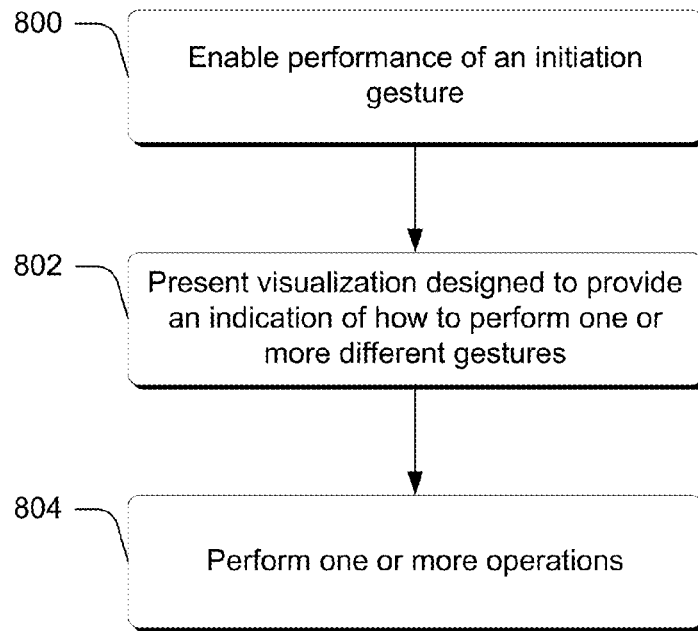 800
Enable performance of an initiation
gesture
802
Present visualization designed to provide
an indication of how to perform one or
more different gestures
804
Perform one or more operations